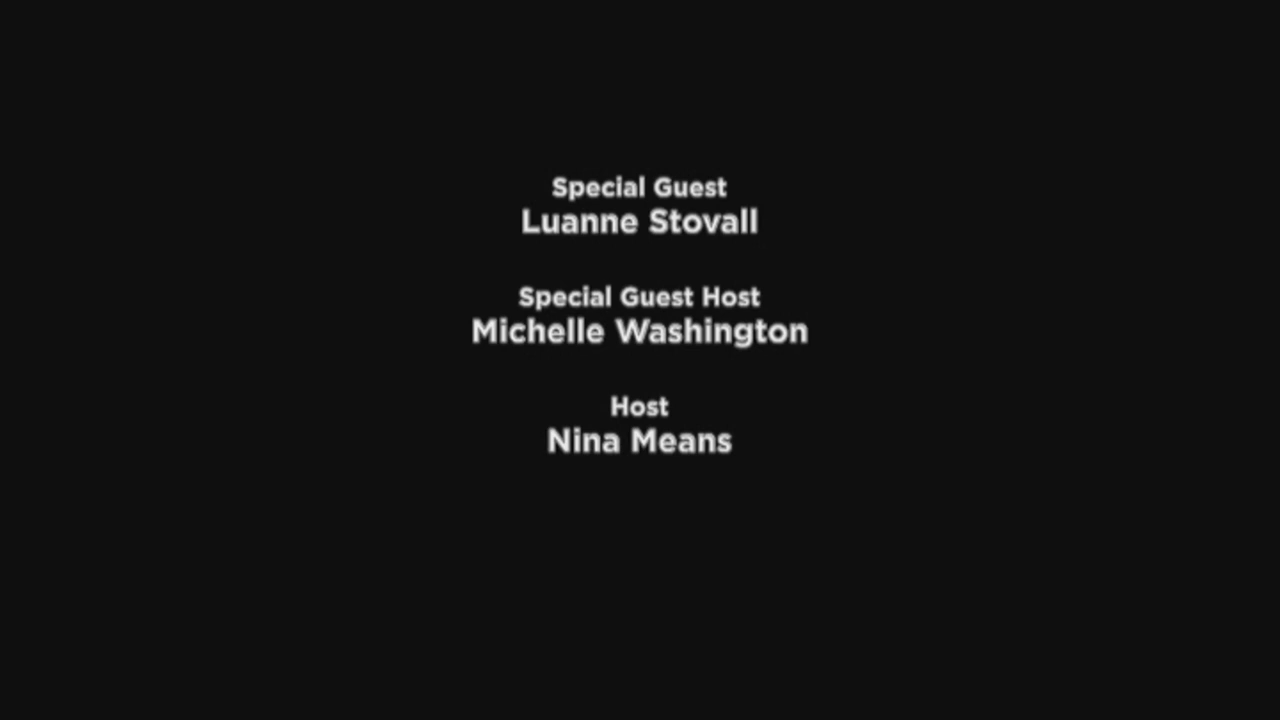 Special Guest
Luanne Stovall
Special Guest Host
Michelle Washington
Host
Nina Means